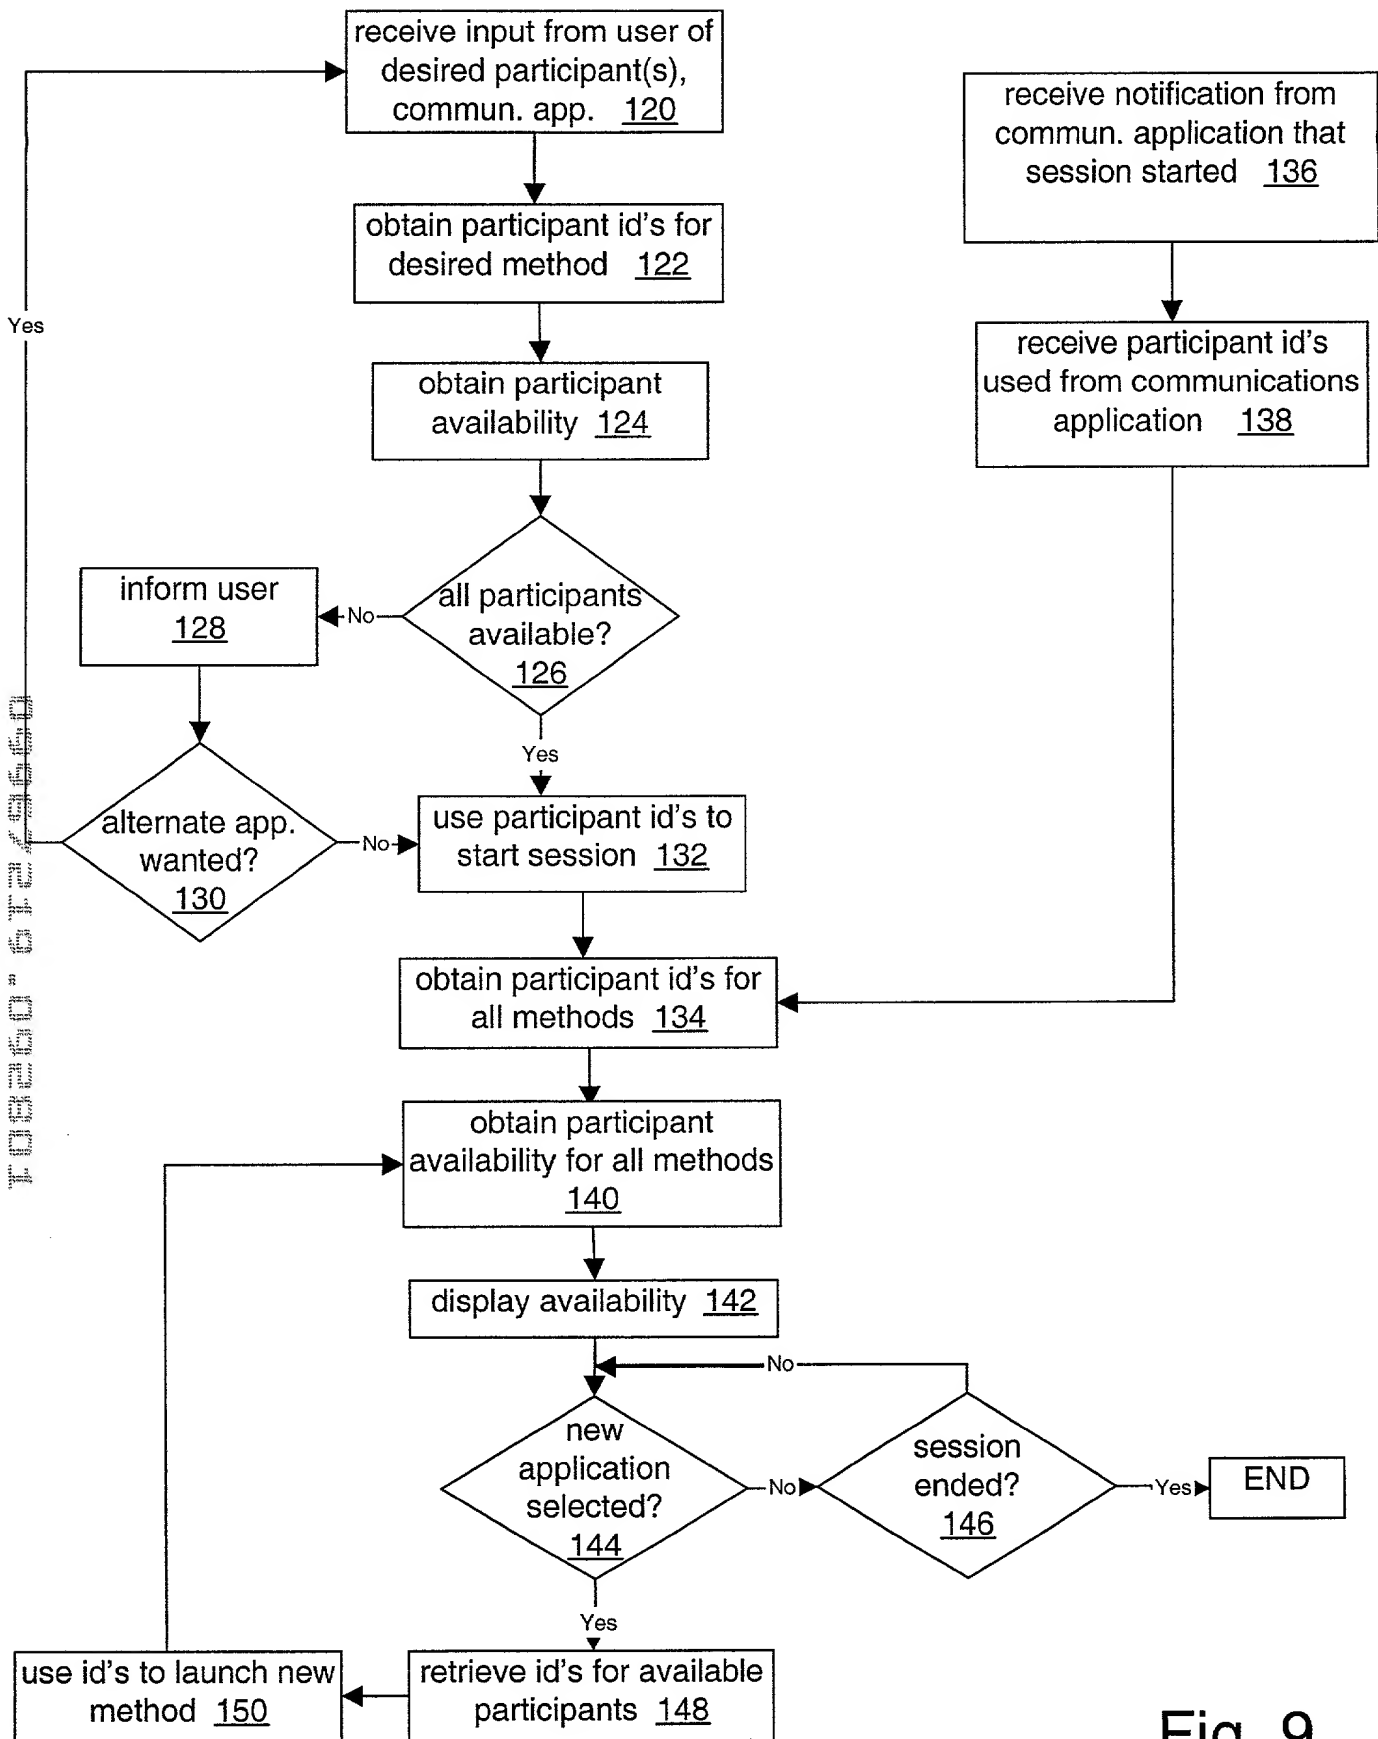 receive input from user of
desired participant(s),
commun. app. 120
receive notification from
commun. application that
session started 136
obtain participant id's for
desired method 122
Yes
receive participant id's
used from communications
application 138
obtain participant
availability 124
inform user
128
No
all participants
available?
126
Yes
alternate app.
wanted?
130
No
use participant id's to
start session 132
obtain participant id's for
all methods 134
obtain participant
availability for all methods
140
display availability 142
No
new
application
selected?
144
No
session
ended?
146
Yes
END
Yes
use id's to launch new
method 150
retrieve id's for available
participants 148
Fig. 9